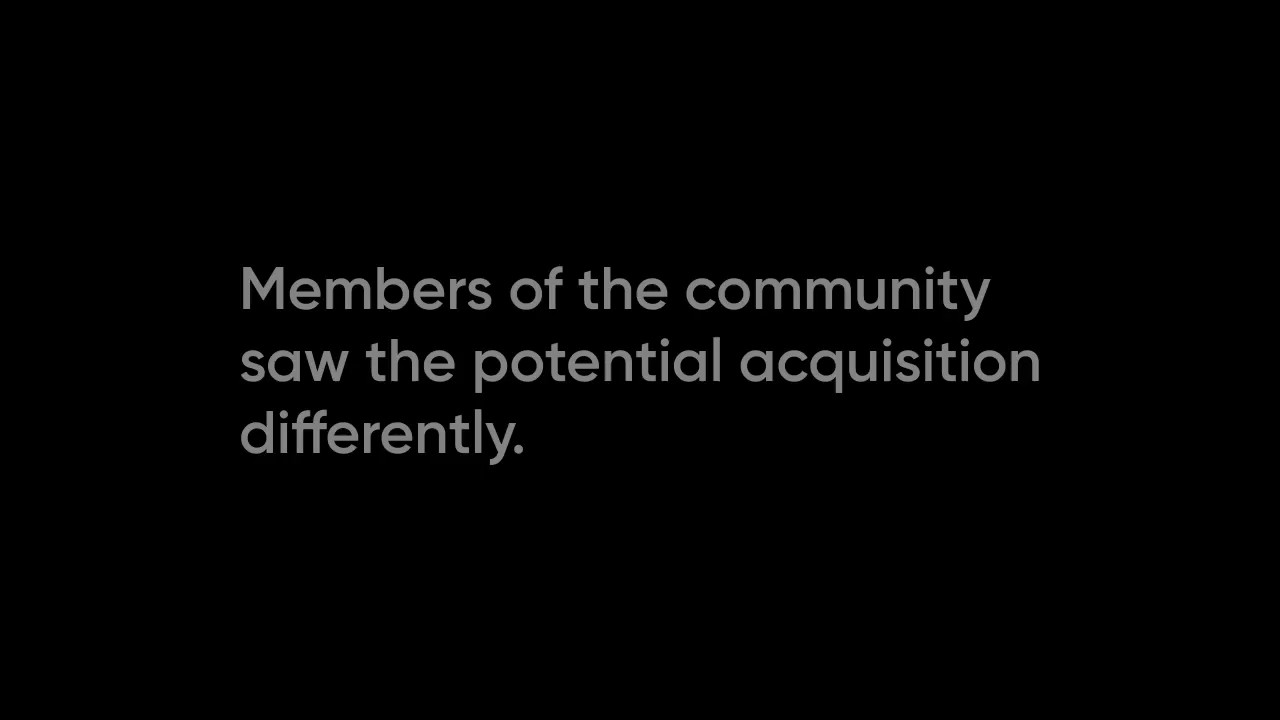 Members of the community
saw the potential acquisition
differently.